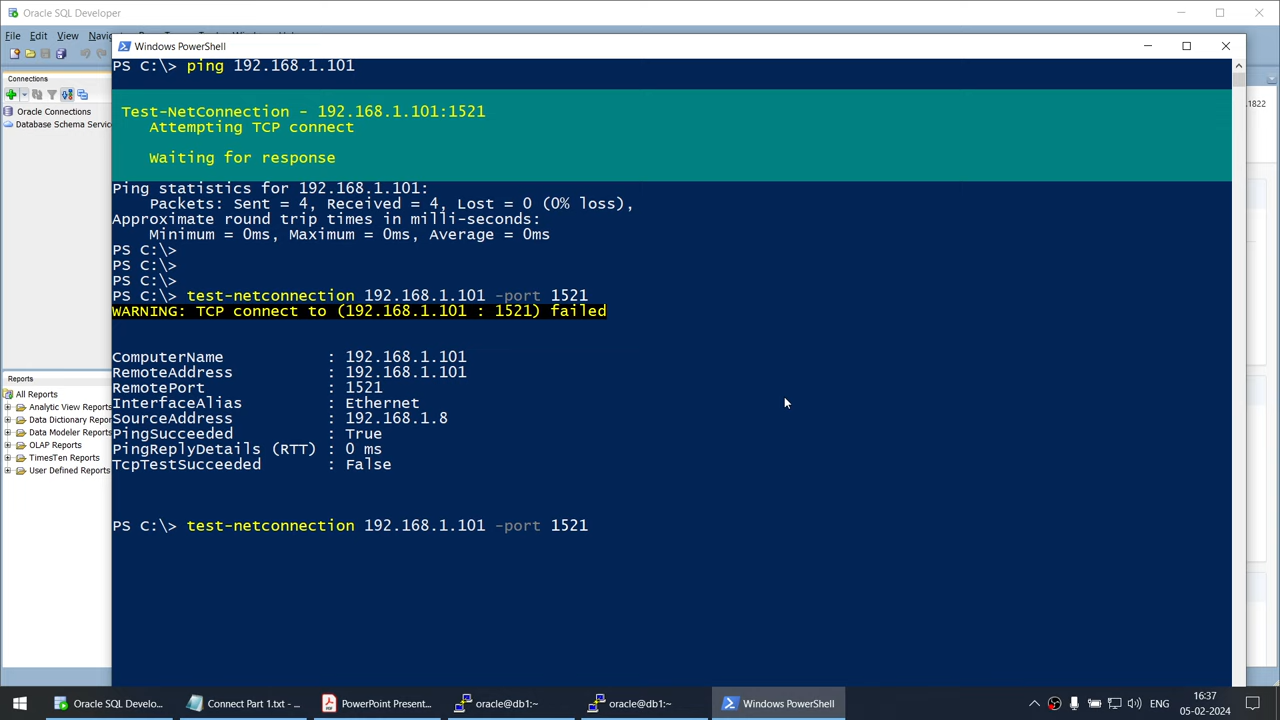 Oracle SQL Developer
File Edit View
Windows PowerShell
Connections
Oracle Connections
Database Schema Servic
.1822
PS C:\> ping 192.168.1.101
Test-NetConnection - 192.168.1.101:1521
Attempting TCP connect
Waiting for response
Ping statistics for 192.168.1.101:
Packets: Sent = 4, Received = 4, Lost = 0 (0% loss),
Approximate round trip times in milli-seconds:
Minimum = 0ms, Maximum = 0ms, Average = 0ms
PS C:\>
PS C:\>
PS C:\>
PS C:\> test-netconnection 192.168.1.101 -port 1521
WARNING: TCP connect to (192.168.1.101 : 1521) failed
ComputerName : 192.168.1.101
RemoteAddress : 192.168.1.101
RemotePort : 1521
InterfaceAlias : Ethernet
SourceAddress : 192.168.1.8
PingSucceeded : True
PingReplyDetails (RTT) : 0 ms
TcpTestSucceeded : False
PS C:\> test-netconnection 192.168.1.101 -port 1521
Reports
All Reports
Analytic View Reports
Data Dictionary Report
Data Modeler Reports
OLAP Reports
TimesTen Reports
User Defined Reports
Oracle SQL Develo...
Connect Part 1.txt - ...
PowerPoint Present...
oracle@db1:~
oracle@db1:~
Windows PowerShell
ENG
16:37
05-02-2024